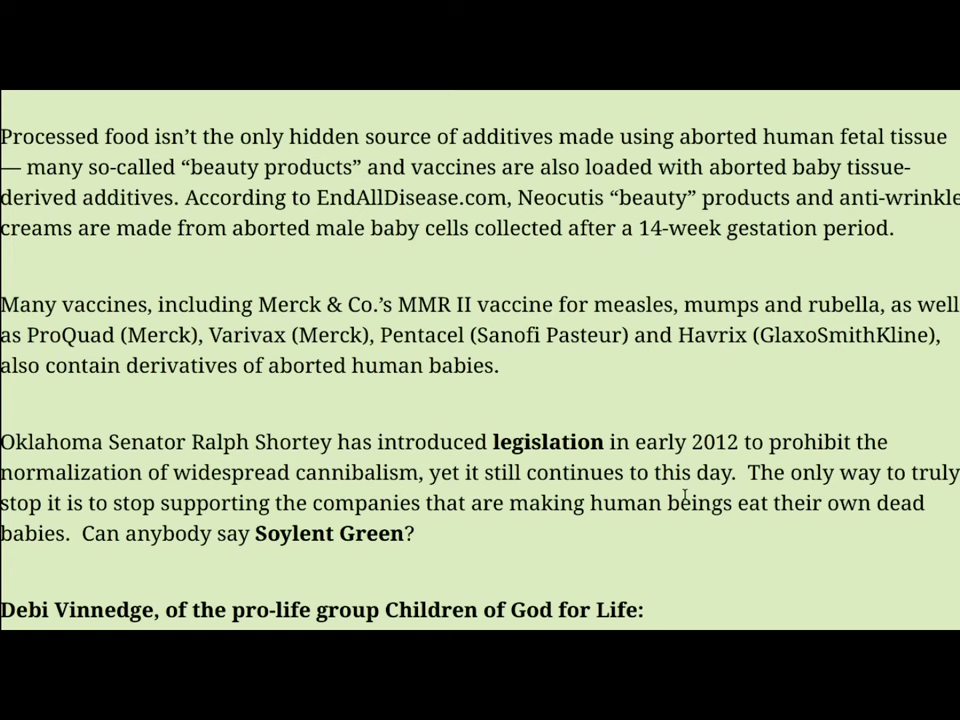 Processed food isn’t the only hidden source of additives made using aborted human fetal tissue
— many so-called “beauty products” and vaccines are also loaded with aborted baby tissue-
derived additives. According to EndAllDisease.com, Neocutis “beauty” products and anti-wrinkle
creams are made from aborted male baby cells collected after a 14-week gestation period.
Many vaccines, including Merck & Co.’s MMR II vaccine for measles, mumps and rubella, as well
as ProQuad (Merck), Varivax (Merck), Pentacel (Sanofi Pasteur) and Havrix (GlaxoSmithKline),
also contain derivatives of aborted human babies.
Oklahoma Senator Ralph Shortey has introduced legislation in early 2012 to prohibit the
normalization of widespread cannibalism, yet it still continues to this day.  The only way to truly
stop it is to stop supporting the companies that are making human beings eat their own dead
babies.  Can anybody say Soylent Green?
Debi Vinnedge, of the pro-life group Children of God for Life: